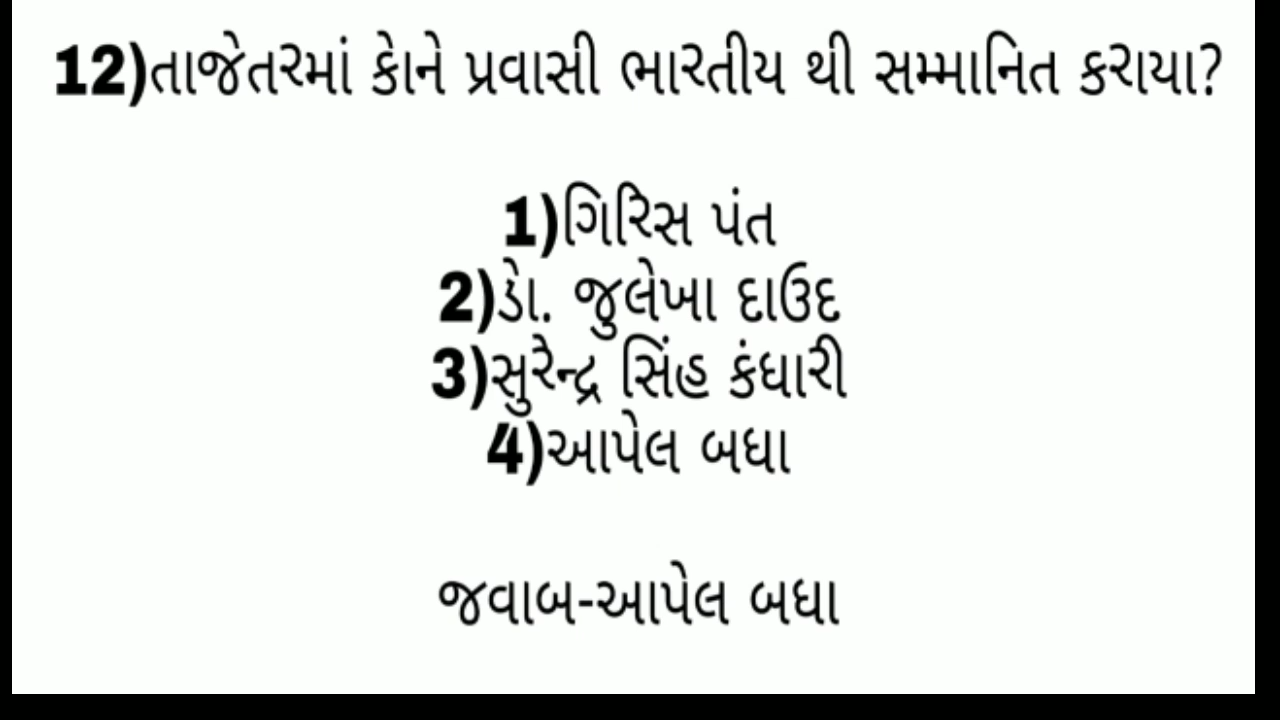 12)તાજેતરમાં કોને પ્રવાસી ભારતીય થી સમ્માનિત કરાયા?
1)ગિરિસ પંત
2)ડો. જુલેખા દાઉદ
3)સુરેન્દ્ર સિંહ કંધારી
4)આપેલ બધા
જવાબ-આપેલ બધા